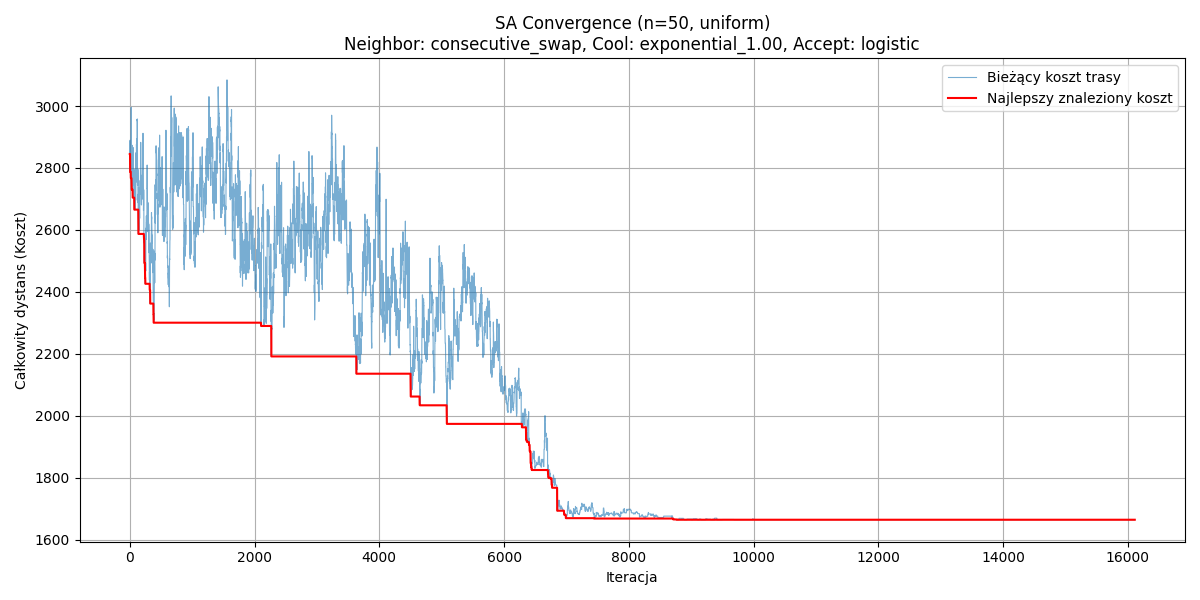 SA Convergence (n=50, uniform)
Neighbor: consecutive_swap, Cool: exponential_1.00, Accept: logistic
Bieżący koszt trasy
Najlepszy znaleziony koszt
Całkowity dystans (Koszt)
3000
2800
2600
2400
2200
2000
1800
1600
0 2000 4000 6000 8000 10000 12000 14000 16000
Iteracja